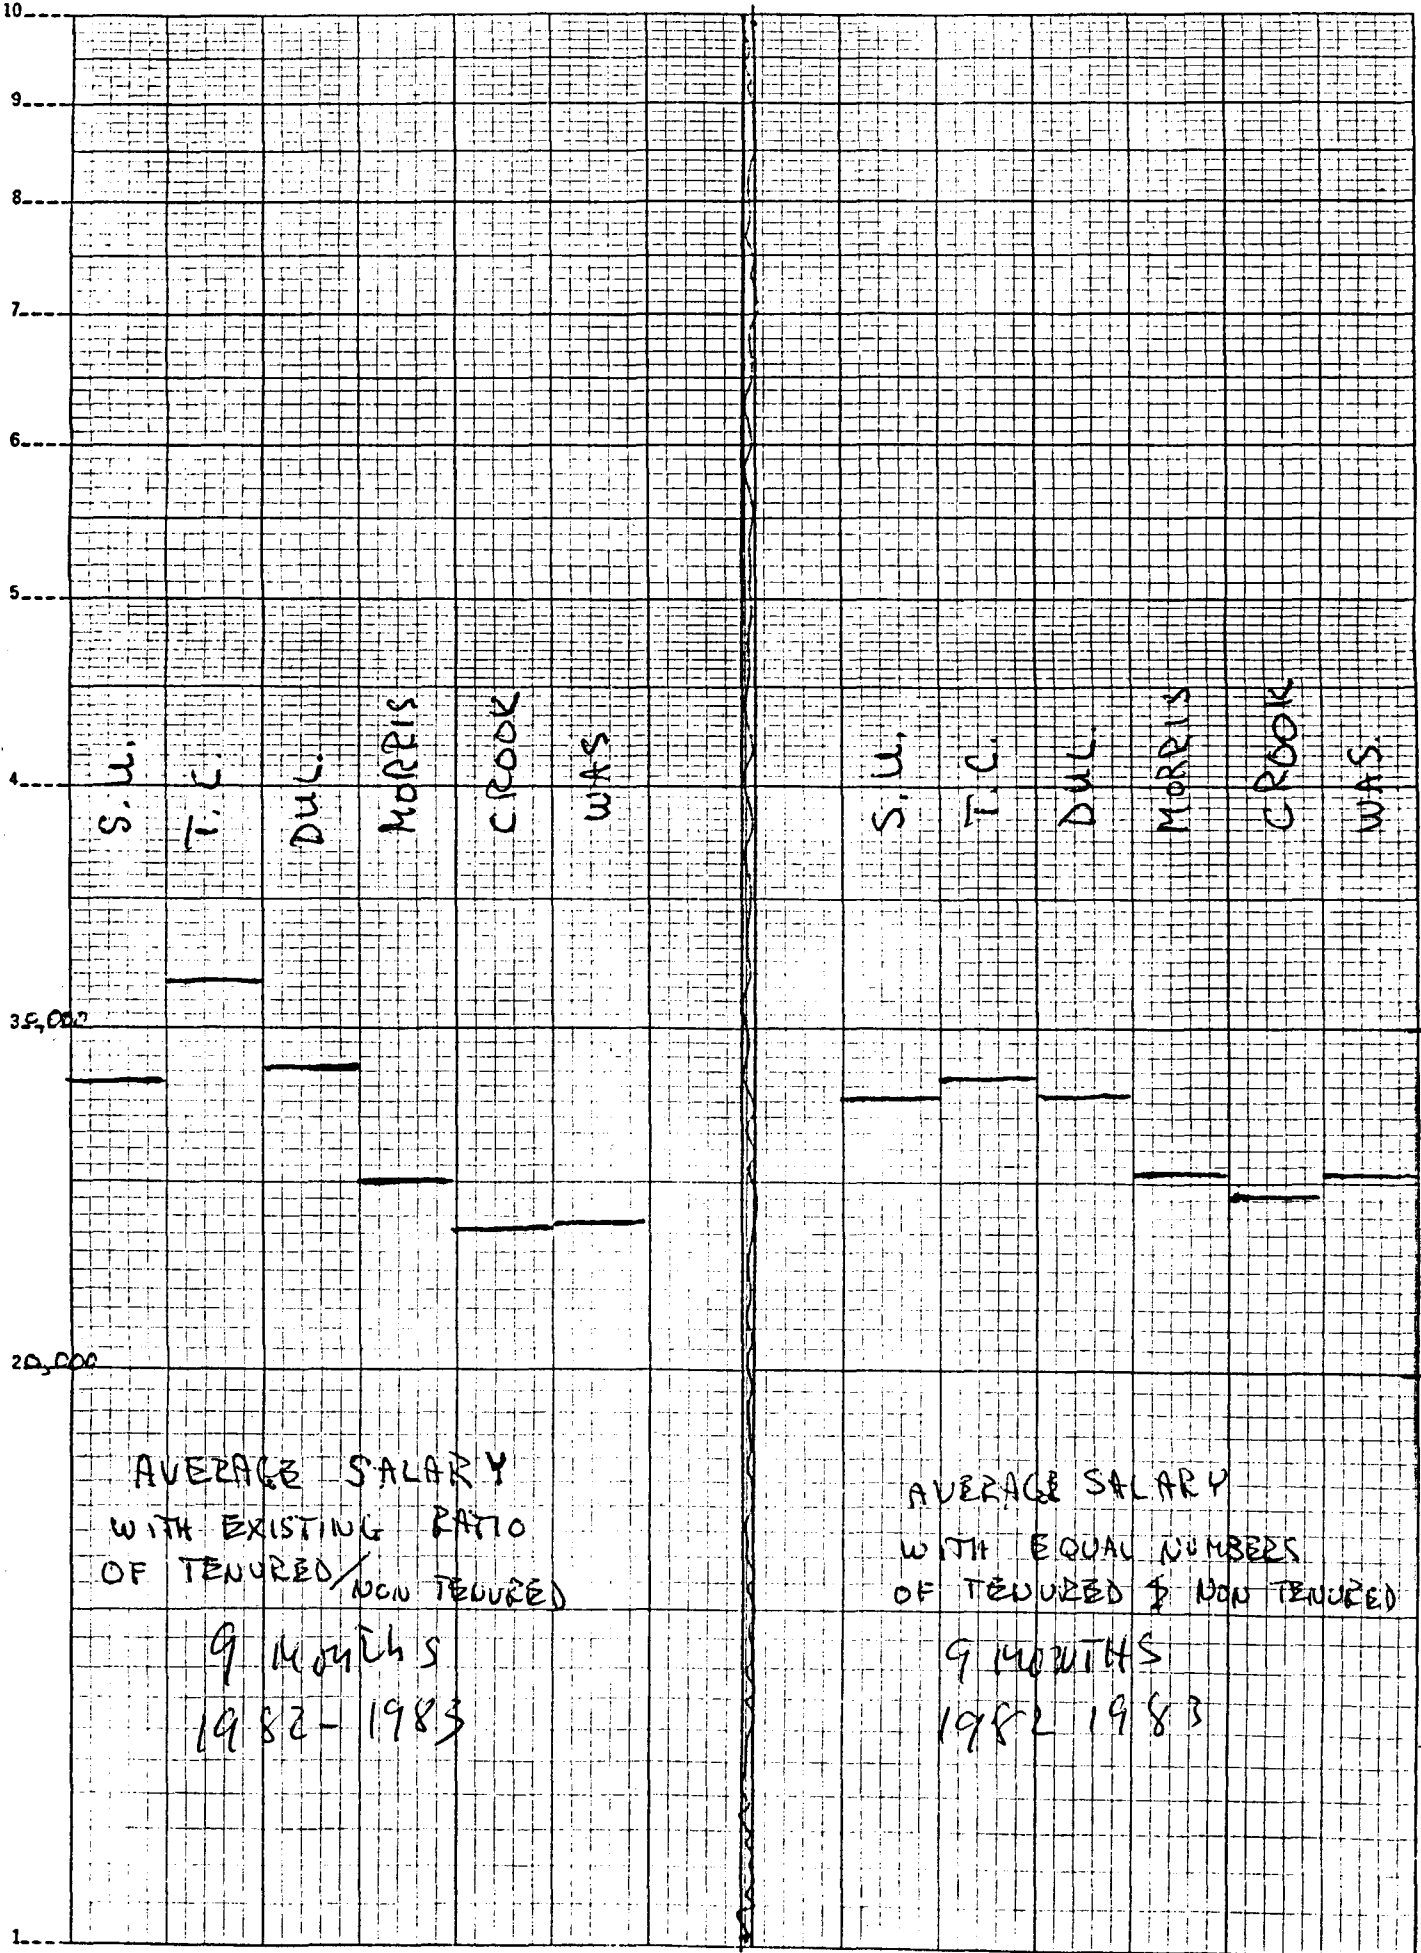 10
9
8
7
6
5
4
S.U.
T.C.
DUL.
MORRIS
CROOK
WAS
S.U.
T.C.
DUL.
MORRIS
CROOK
WAS.
30,000
20,000
AVERAGE SALARY
WITH EXISTING RATIO
OF TENURED/NON TENURED
9 Months
1982-1983
AVERAGE SALARY
WITH EQUAL NUMBERS
OF TENURED & NON TENURED
9 MONTHS
1982 1983
1